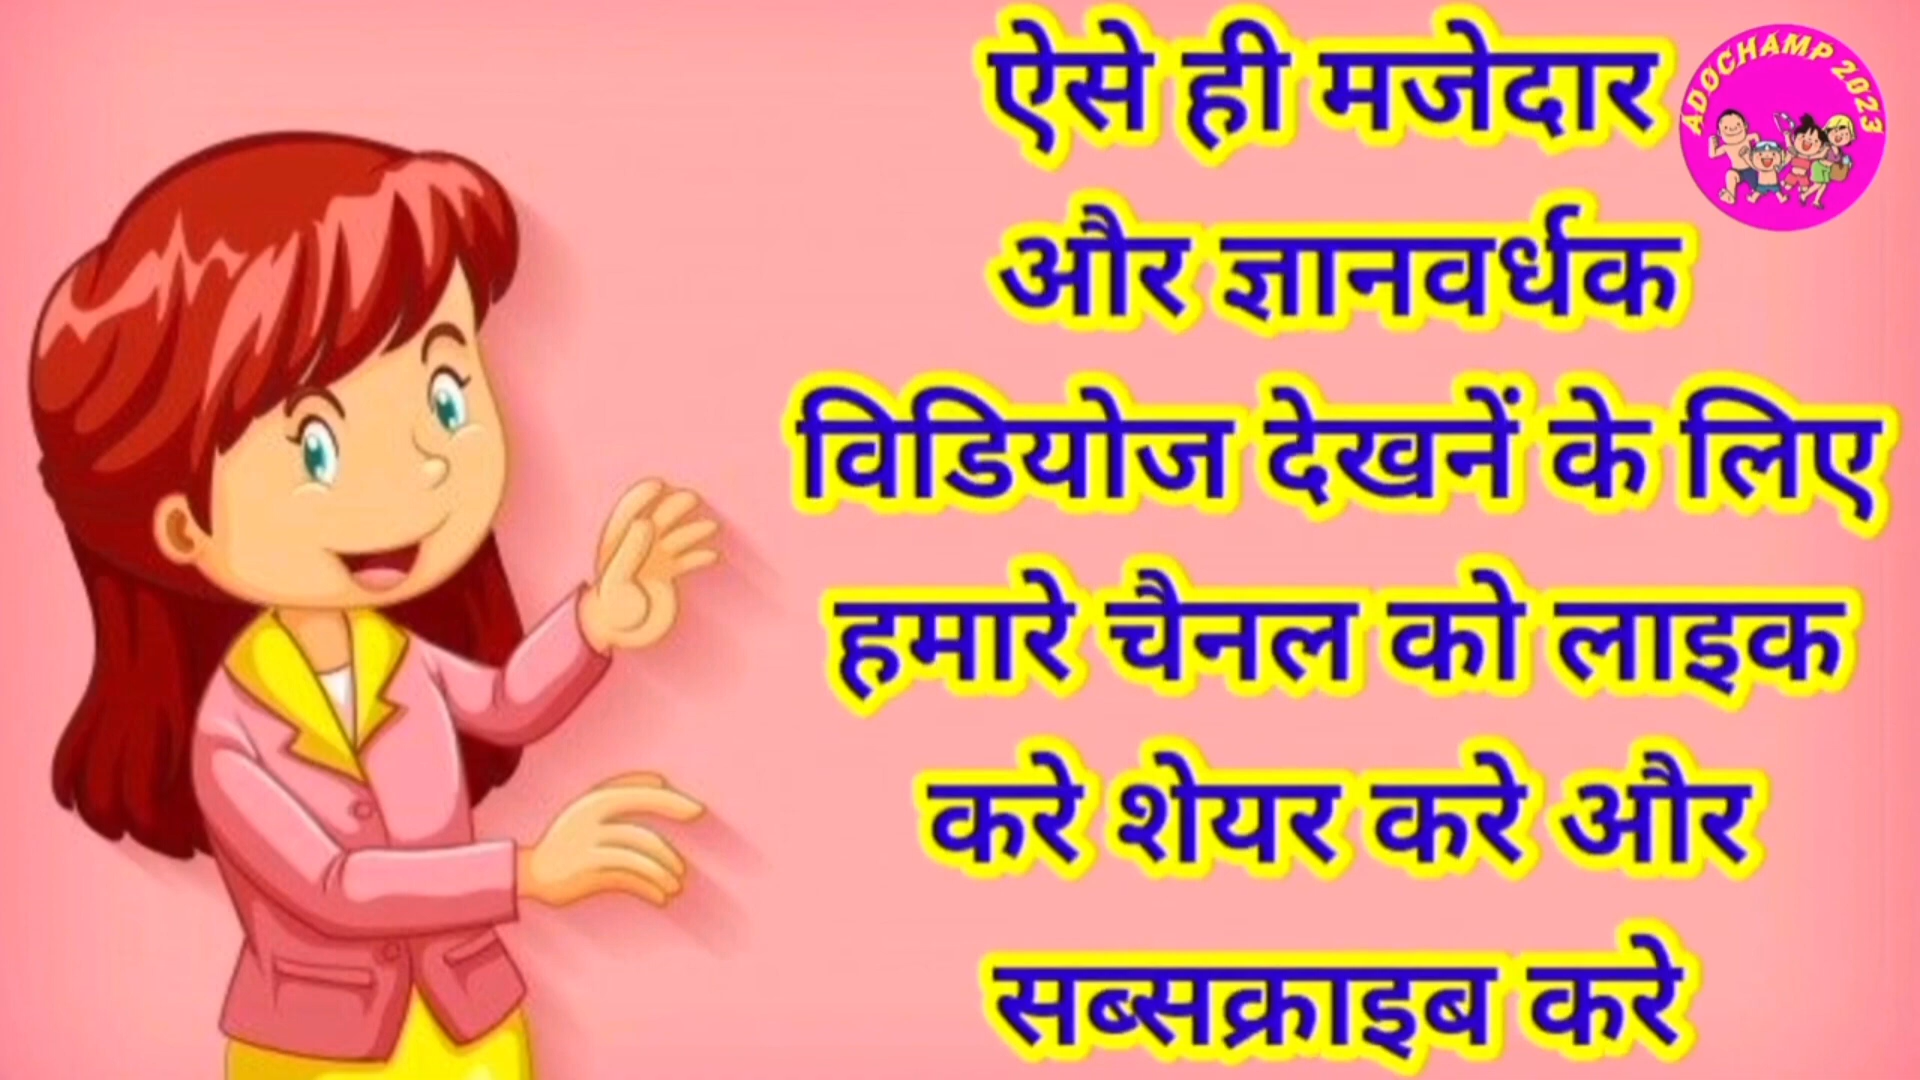 ऐसे ही मजेदार
और ज्ञानवर्धक
विडियोज देखनें के लिए
हमारे चैनल को लाइक
करे शेयर करे और
सब्सक्राइब करे
ADOCHAMP 2023